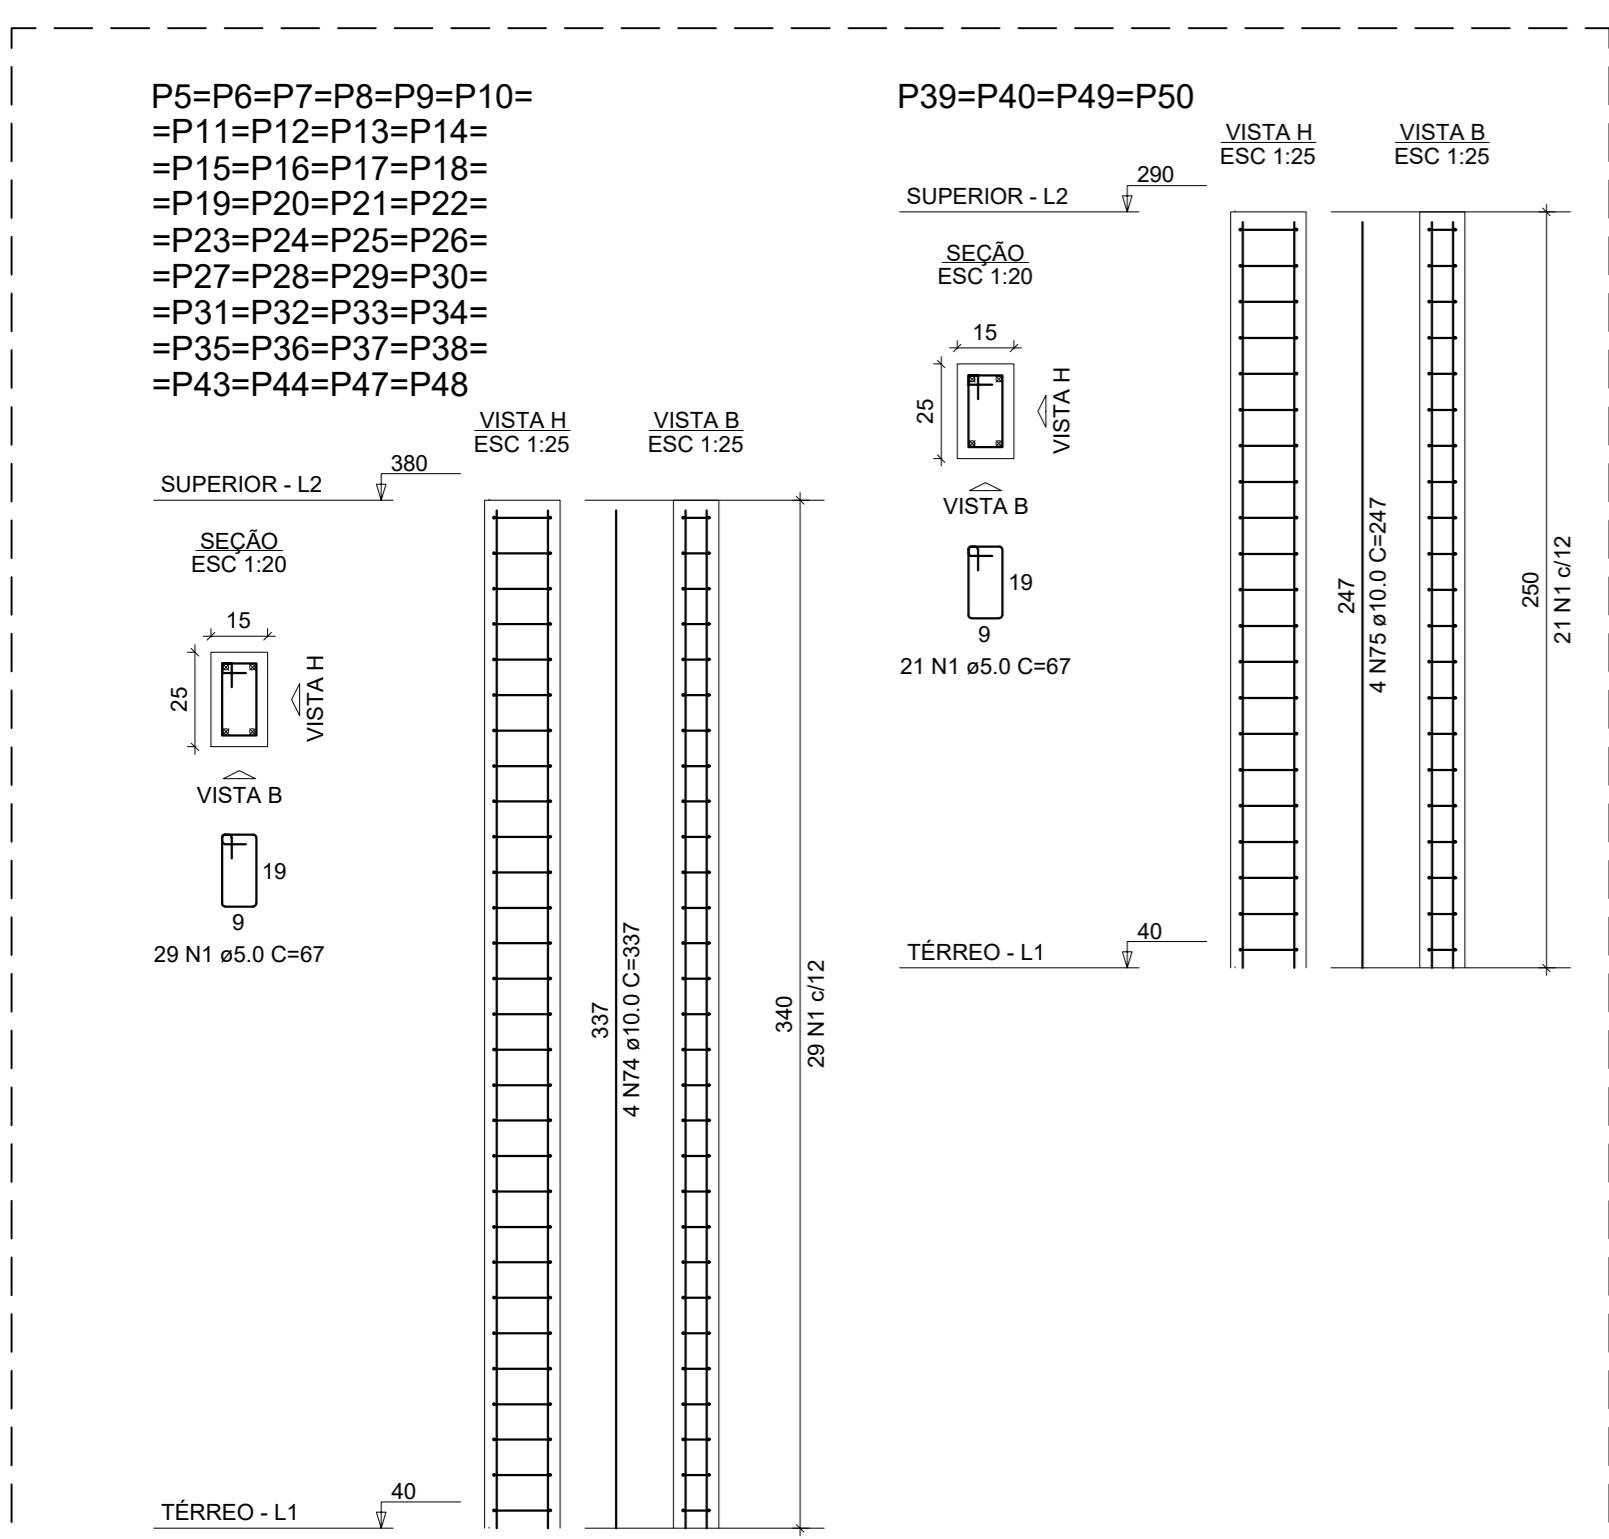 P5=P6=P7=P8=P9=P10=
=P11=P12=P13=P14=
=P15=P16=P17=P18=
=P19=P20=P21=P22=
=P23=P24=P25=P26=
=P27=P28=P29=P30=
=P31=P32=P33=P34=
=P35=P36=P37=P38=
=P43=P44=P47=P48
VISTA H
ESC 1:25
VISTA B
ESC 1:25
380
SUPERIOR - L2
SEÇÃO
ESC 1:20
15
25
VISTA H
VISTA B
19
9
29 N1 ø5.0 C=67
337
4 N74 ø10.0 C=337
340
29 N1 c/12
40
TÉRREO - L1
P39=P40=P49=P50
VISTA H
ESC 1:25
VISTA B
ESC 1:25
290
SUPERIOR - L2
SEÇÃO
ESC 1:20
15
25
VISTA H
VISTA B
19
9
21 N1 ø5.0 C=67
247
4 N75 ø10.0 C=247
250
21 N1 c/12
40
TÉRREO - L1